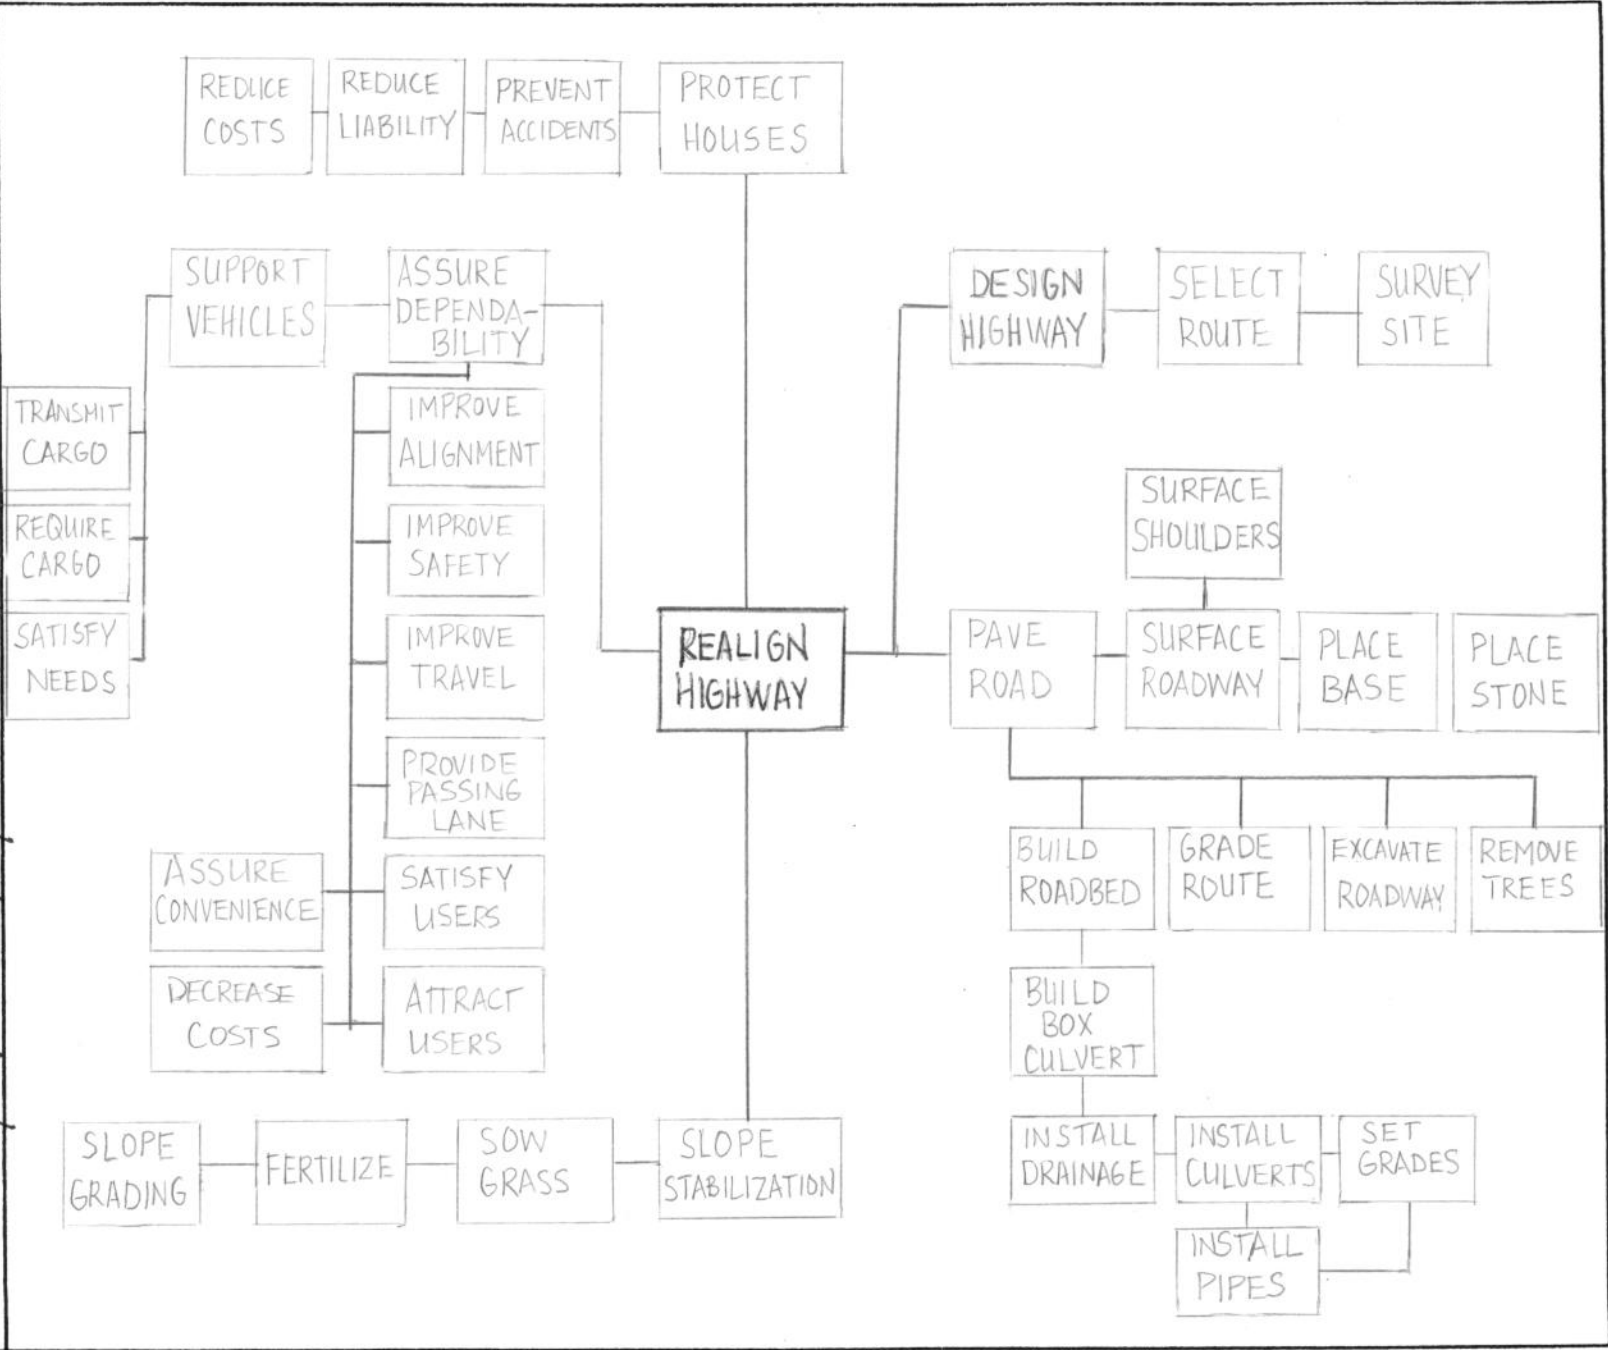 REDUCE
COSTS
REDUCE
LIABILITY
PREVENT
ACCIDENTS
PROTECT
HOUSES
SUPPORT
VEHICLES
ASSURE
DEPENDA-
BILITY
DESIGN
HIGHWAY
SELECT
ROUTE
SURVEY
SITE
TRANSMIT
CARGO
REQUIRE
CARGO
SATISFY
NEEDS
IMPROVE
ALIGNMENT
IMPROVE
SAFETY
IMPROVE
TRAVEL
PROVIDE
PASSING
LANE
ASSURE
CONVENIENCE
SATISFY
USERS
DECREASE
COSTS
ATTRACT
USERS
REALIGN
HIGHWAY
SURFACE
SHOULDERS
PAVE
ROAD
SURFACE
ROADWAY
PLACE
BASE
PLACE
STONE
BUILD
ROADBED
GRADE
ROUTE
EXCAVATE
ROADWAY
REMOVE
TREES
BUILD
BOX
CULVERT
INSTALL
DRAINAGE
INSTALL
CULVERTS
SET
GRADES
INSTALL
PIPES
SLOPE
GRADING
FERTILIZE
SOW
GRASS
SLOPE
STABILIZATION